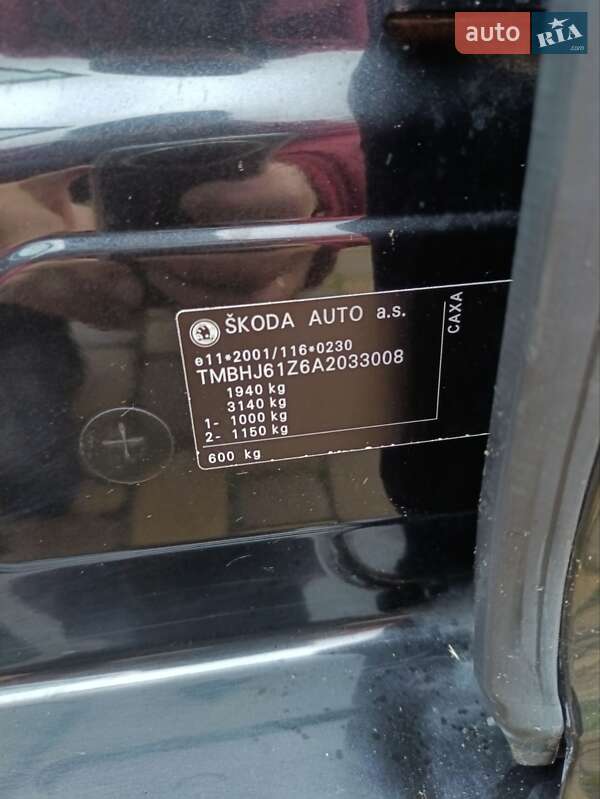 auto RIA
.com
ŠKODA AUTO a.s.
e11*2001/116*0230
TMBHJ61Z6A2033008
1940 kg
3140 kg
1- 1000 kg
2- 1150 kg
600 kg
CAXA